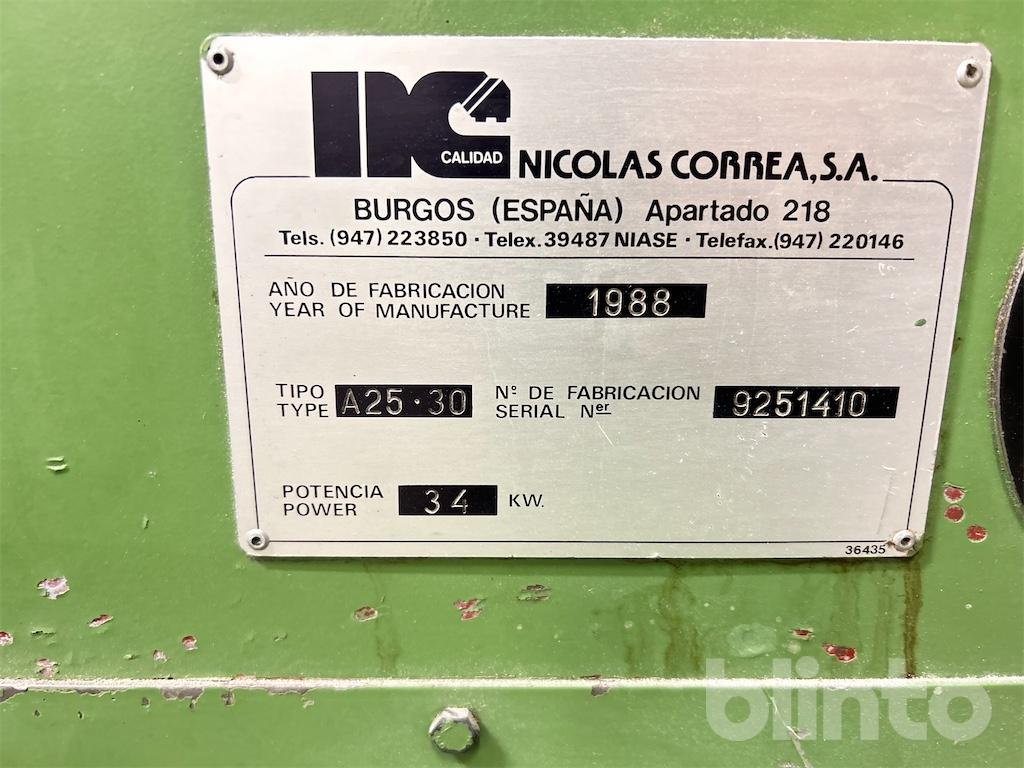 NC
CALIDAD
NICOLAS CORREA, S.A.
BURGOS (ESPAÑA) Apartado 218
Tels. (947) 223850 · Telex. 39487 NIASE · Telefax. (947) 220146
AÑO DE FABRICACION
YEAR OF MANUFACTURE 1988
TIPO
TYPE A25·30
Nº DE FABRICACION
SERIAL Ner 9251410
POTENCIA
POWER 34 KW.
36435
blinto